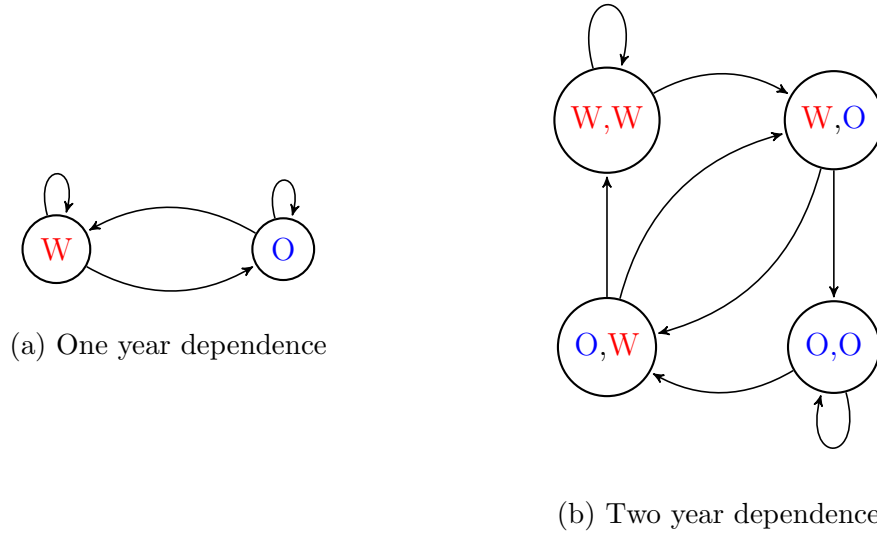 W
O
(a) One year dependence
W,W
W,O
O,W
O,O
(b) Two year dependence